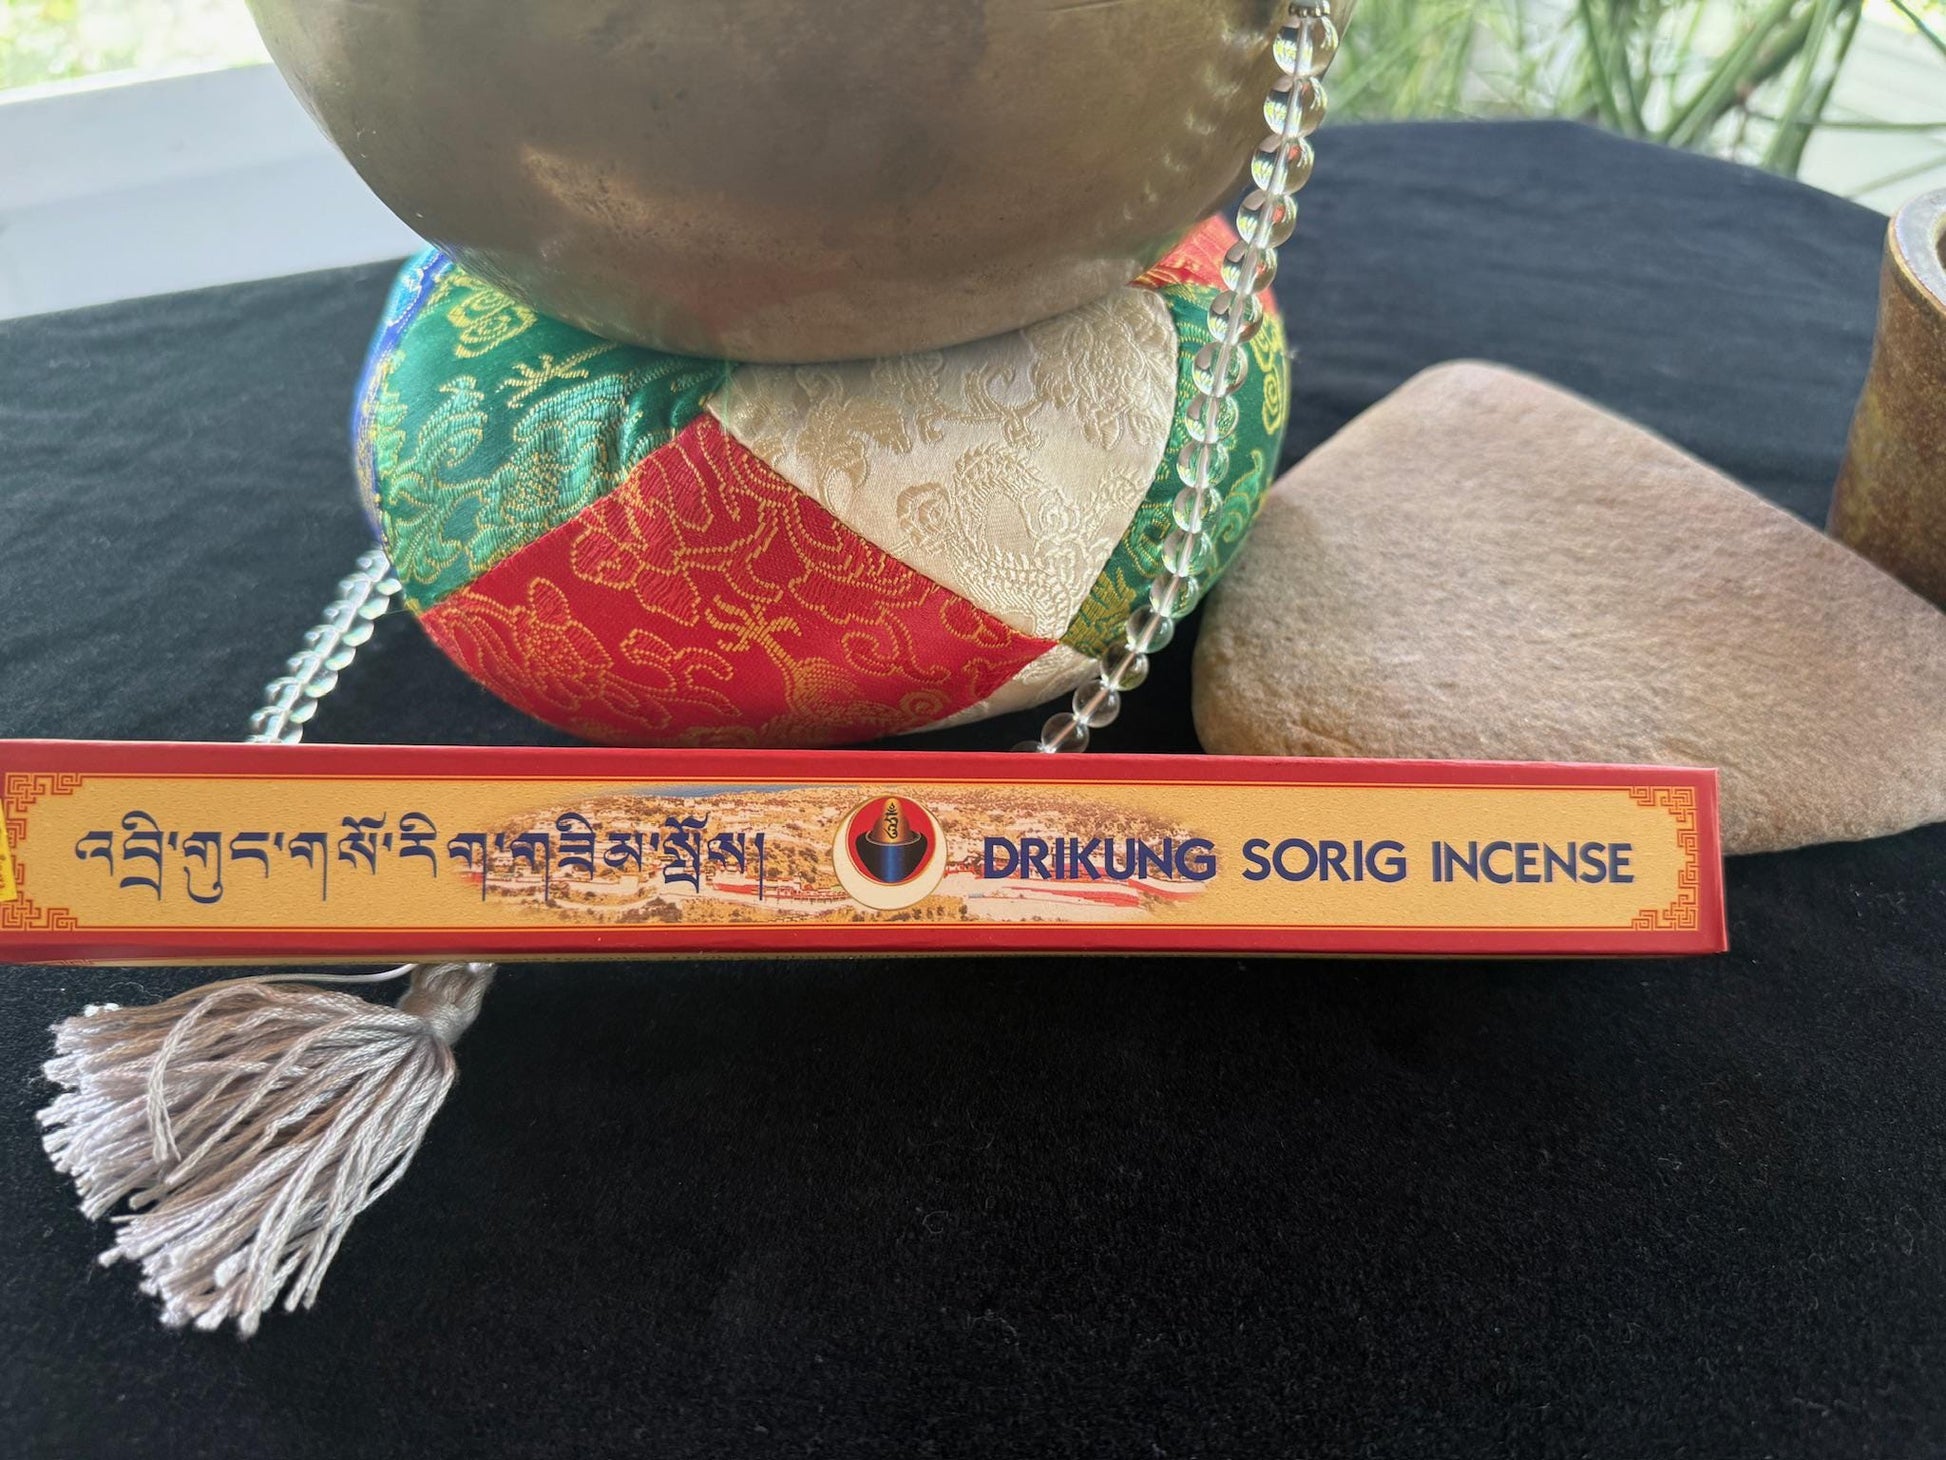 འབྲི་གུང་གསོ་རིག་གཟིམ་སྤོས།
DRIKUNG SORIG INCENSE